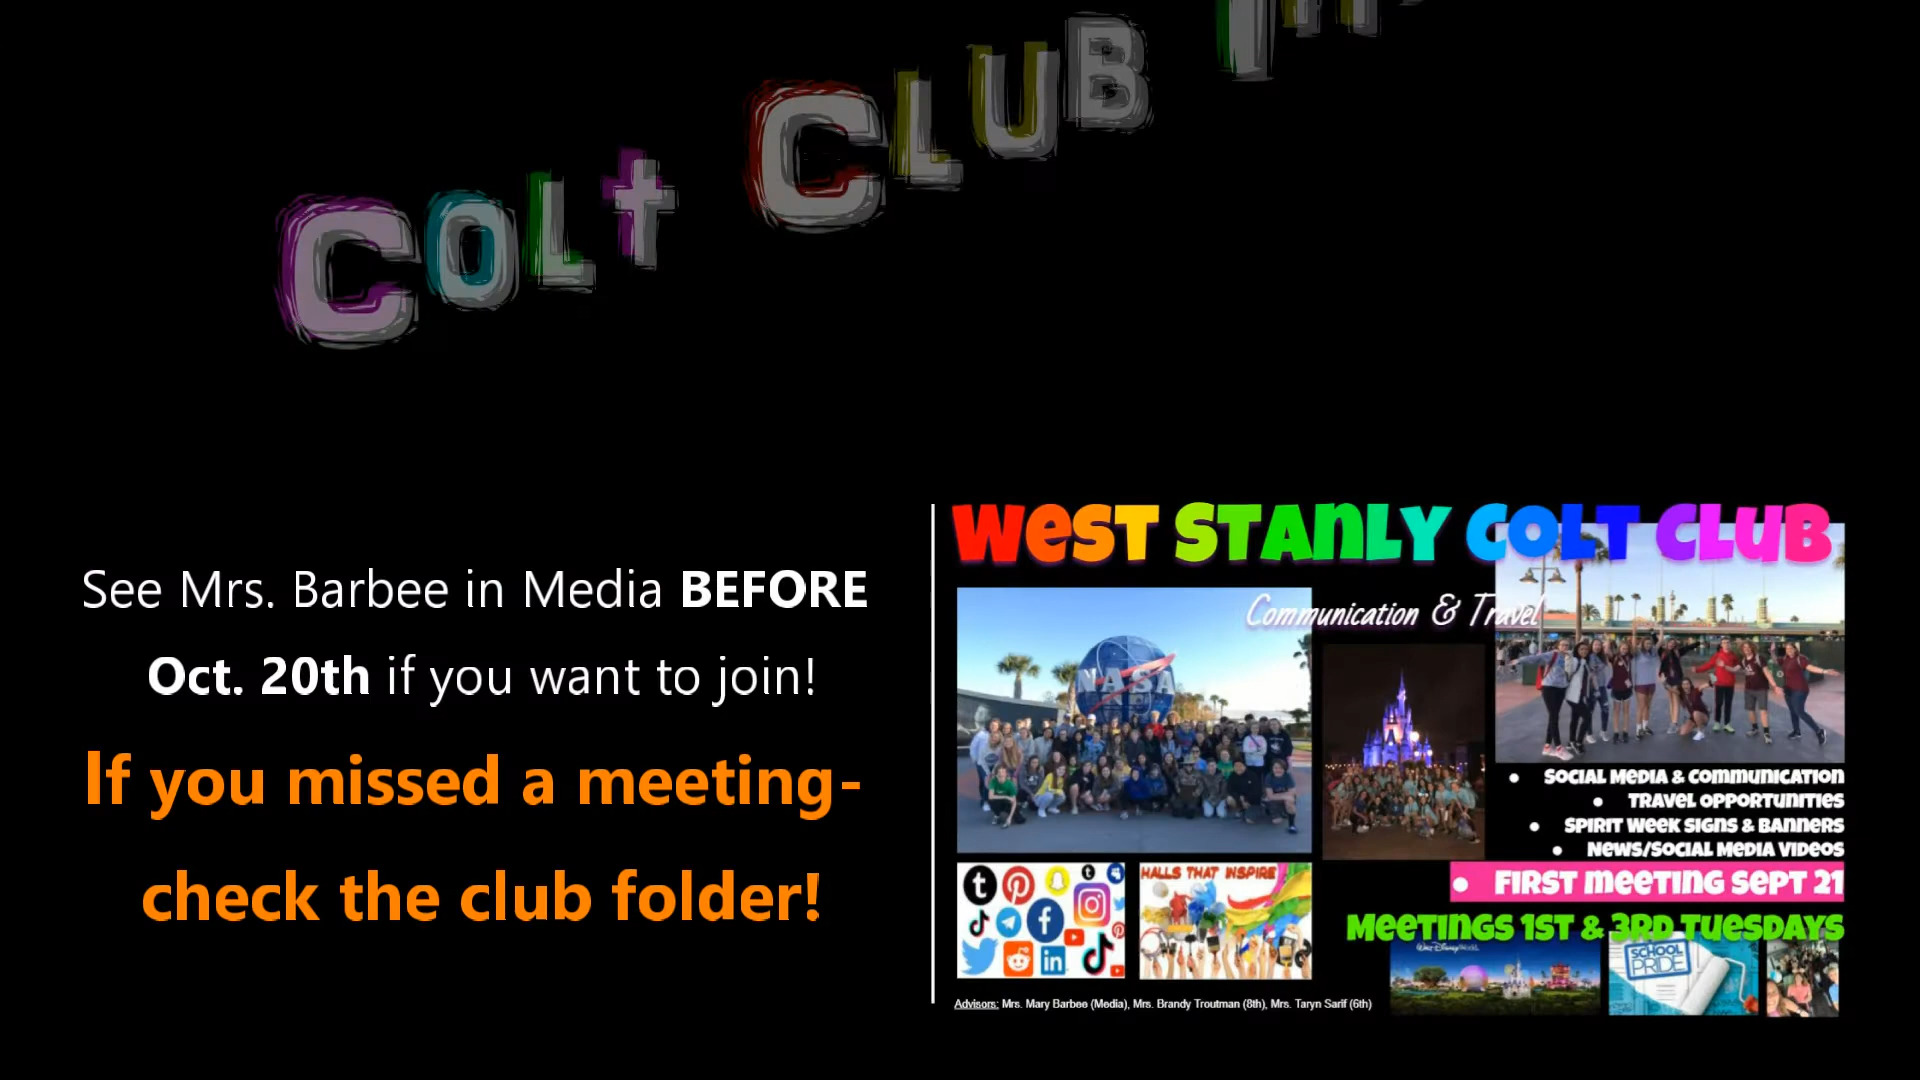 Colt Club
See Mrs. Barbee in Media BEFORE
Oct. 20th if you want to join!
If you missed a meeting-
check the club folder!
West Stanly Colt Club
Communication & Travel
NASA
• Social Media & Communication
• Travel Opportunities
• Spirit Week Signs & Banners
• News/Social Media Videos
• First Meeting Sept 21
Meetings 1st & 3rd Tuesdays
HALLS THAT INSPIRE
Walt Disney World
SCHOOL
PRIDE
Advisors: Mrs. Mary Barbee (Media), Mrs. Brandy Troutman (8th), Mrs. Taryn Sarif (6th)